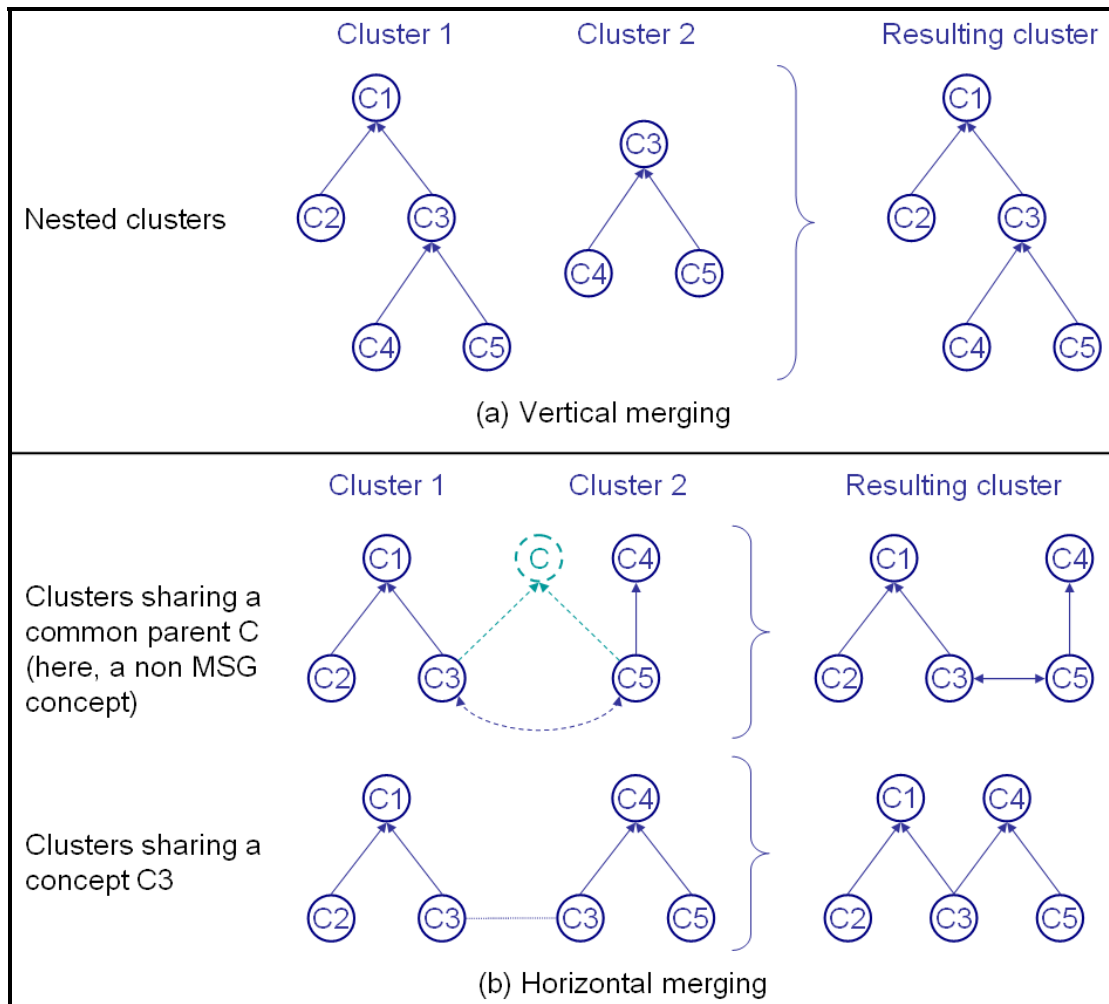 Cluster 1 Cluster 2 Resulting cluster
C1 C3 C1
Nested clusters C2 C3 C4 C5 C2 C3
C4 C5 C4 C5
(a) Vertical merging
Cluster 1 Cluster 2 Resulting cluster
C1 C C4 C1 C4
Clusters sharing a
common parent C
(here, a non MSG
concept)
C2 C3 C5 C2 C3 C5
C1 C4 C1 C4
Clusters sharing a
concept C3
C2 C3 C3 C5 C2 C3 C5
(b) Horizontal merging